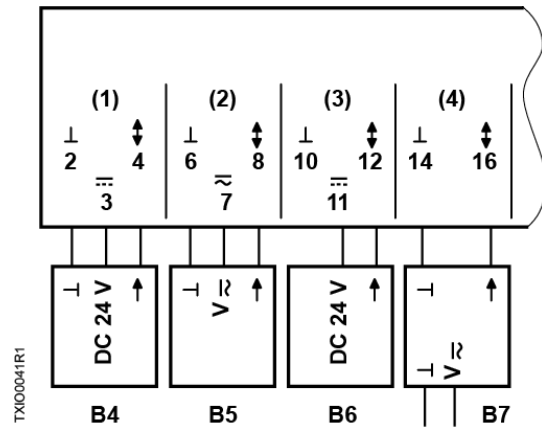 (1) (2) (3) (4)
⊥ ↕ ⊥ ↕ ⊥ ↕ ⊥ ↕
2 4 6 8 10 12 14 16
⎓ ≂ ⎓
3 7 11
⊥ DC 24 V ↑ ⊥ V ≂ ↑ DC 24 V ↑ ⊥ ↑
⊥ V ≂
B4 B5 B6 B7
TXIO0041R1